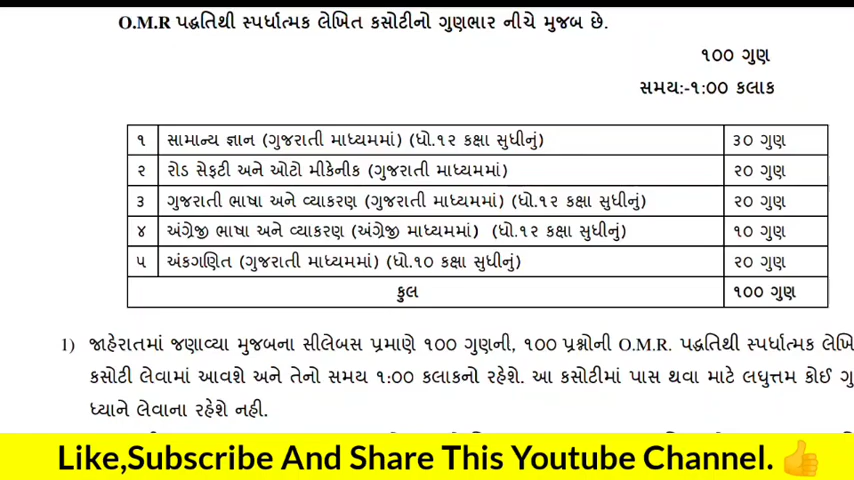 O.M.R પદ્ધતિથી સ્પર્ધાત્મક લેખિત કસોટીનો ગુણભાર નીચે મુજબ છે.
૧૦૦ ગુણ
સમય:-૧:૦૦ કલાક
૧ સામાન્ય જ્ઞાન (ગુજરાતી માધ્યમમાં) (ધો.૧૨ કક્ષા સુધીનું) ૩૦ ગુણ
૨ રોડ સેફ્ટી અને ઓટો મીકેનીક (ગુજરાતી માધ્યમમાં) ૨૦ ગુણ
૩ ગુજરાતી ભાષા અને વ્યાકરણ (ગુજરાતી માધ્યમમાં) (ધો.૧૨ કક્ષા સુધીનું) ૨૦ ગુણ
૪ અંગ્રેજી ભાષા અને વ્યાકરણ (અંગ્રેજી માધ્યમમાં) (ધો.૧૨ કક્ષા સુધીનું) ૧૦ ગુણ
૫ અંકગણિત (ગુજરાતી માધ્યમમાં) (ધો.૧૦ કક્ષા સુધીનું) ૨૦ ગુણ
કુલ ૧૦૦ ગુણ
1) જાહેરાતમાં જણાવ્યા મુજબના સીલેબસ પ્રમાણે ૧૦૦ ગુણની, ૧૦૦ પ્રશ્નોની O.M.R. પદ્ધતિથી સ્પર્ધાત્મક લેખિ
કસોટી લેવામાં આવશે અને તેનો સમય ૧:૦૦ કલાકનો રહેશે. આ કસોટીમાં પાસ થવા માટે લઘુત્તમ કોઈ ગુ
ધ્યાને લેવાના રહેશે નહી.
Like,Subscribe And Share This Youtube Channel.